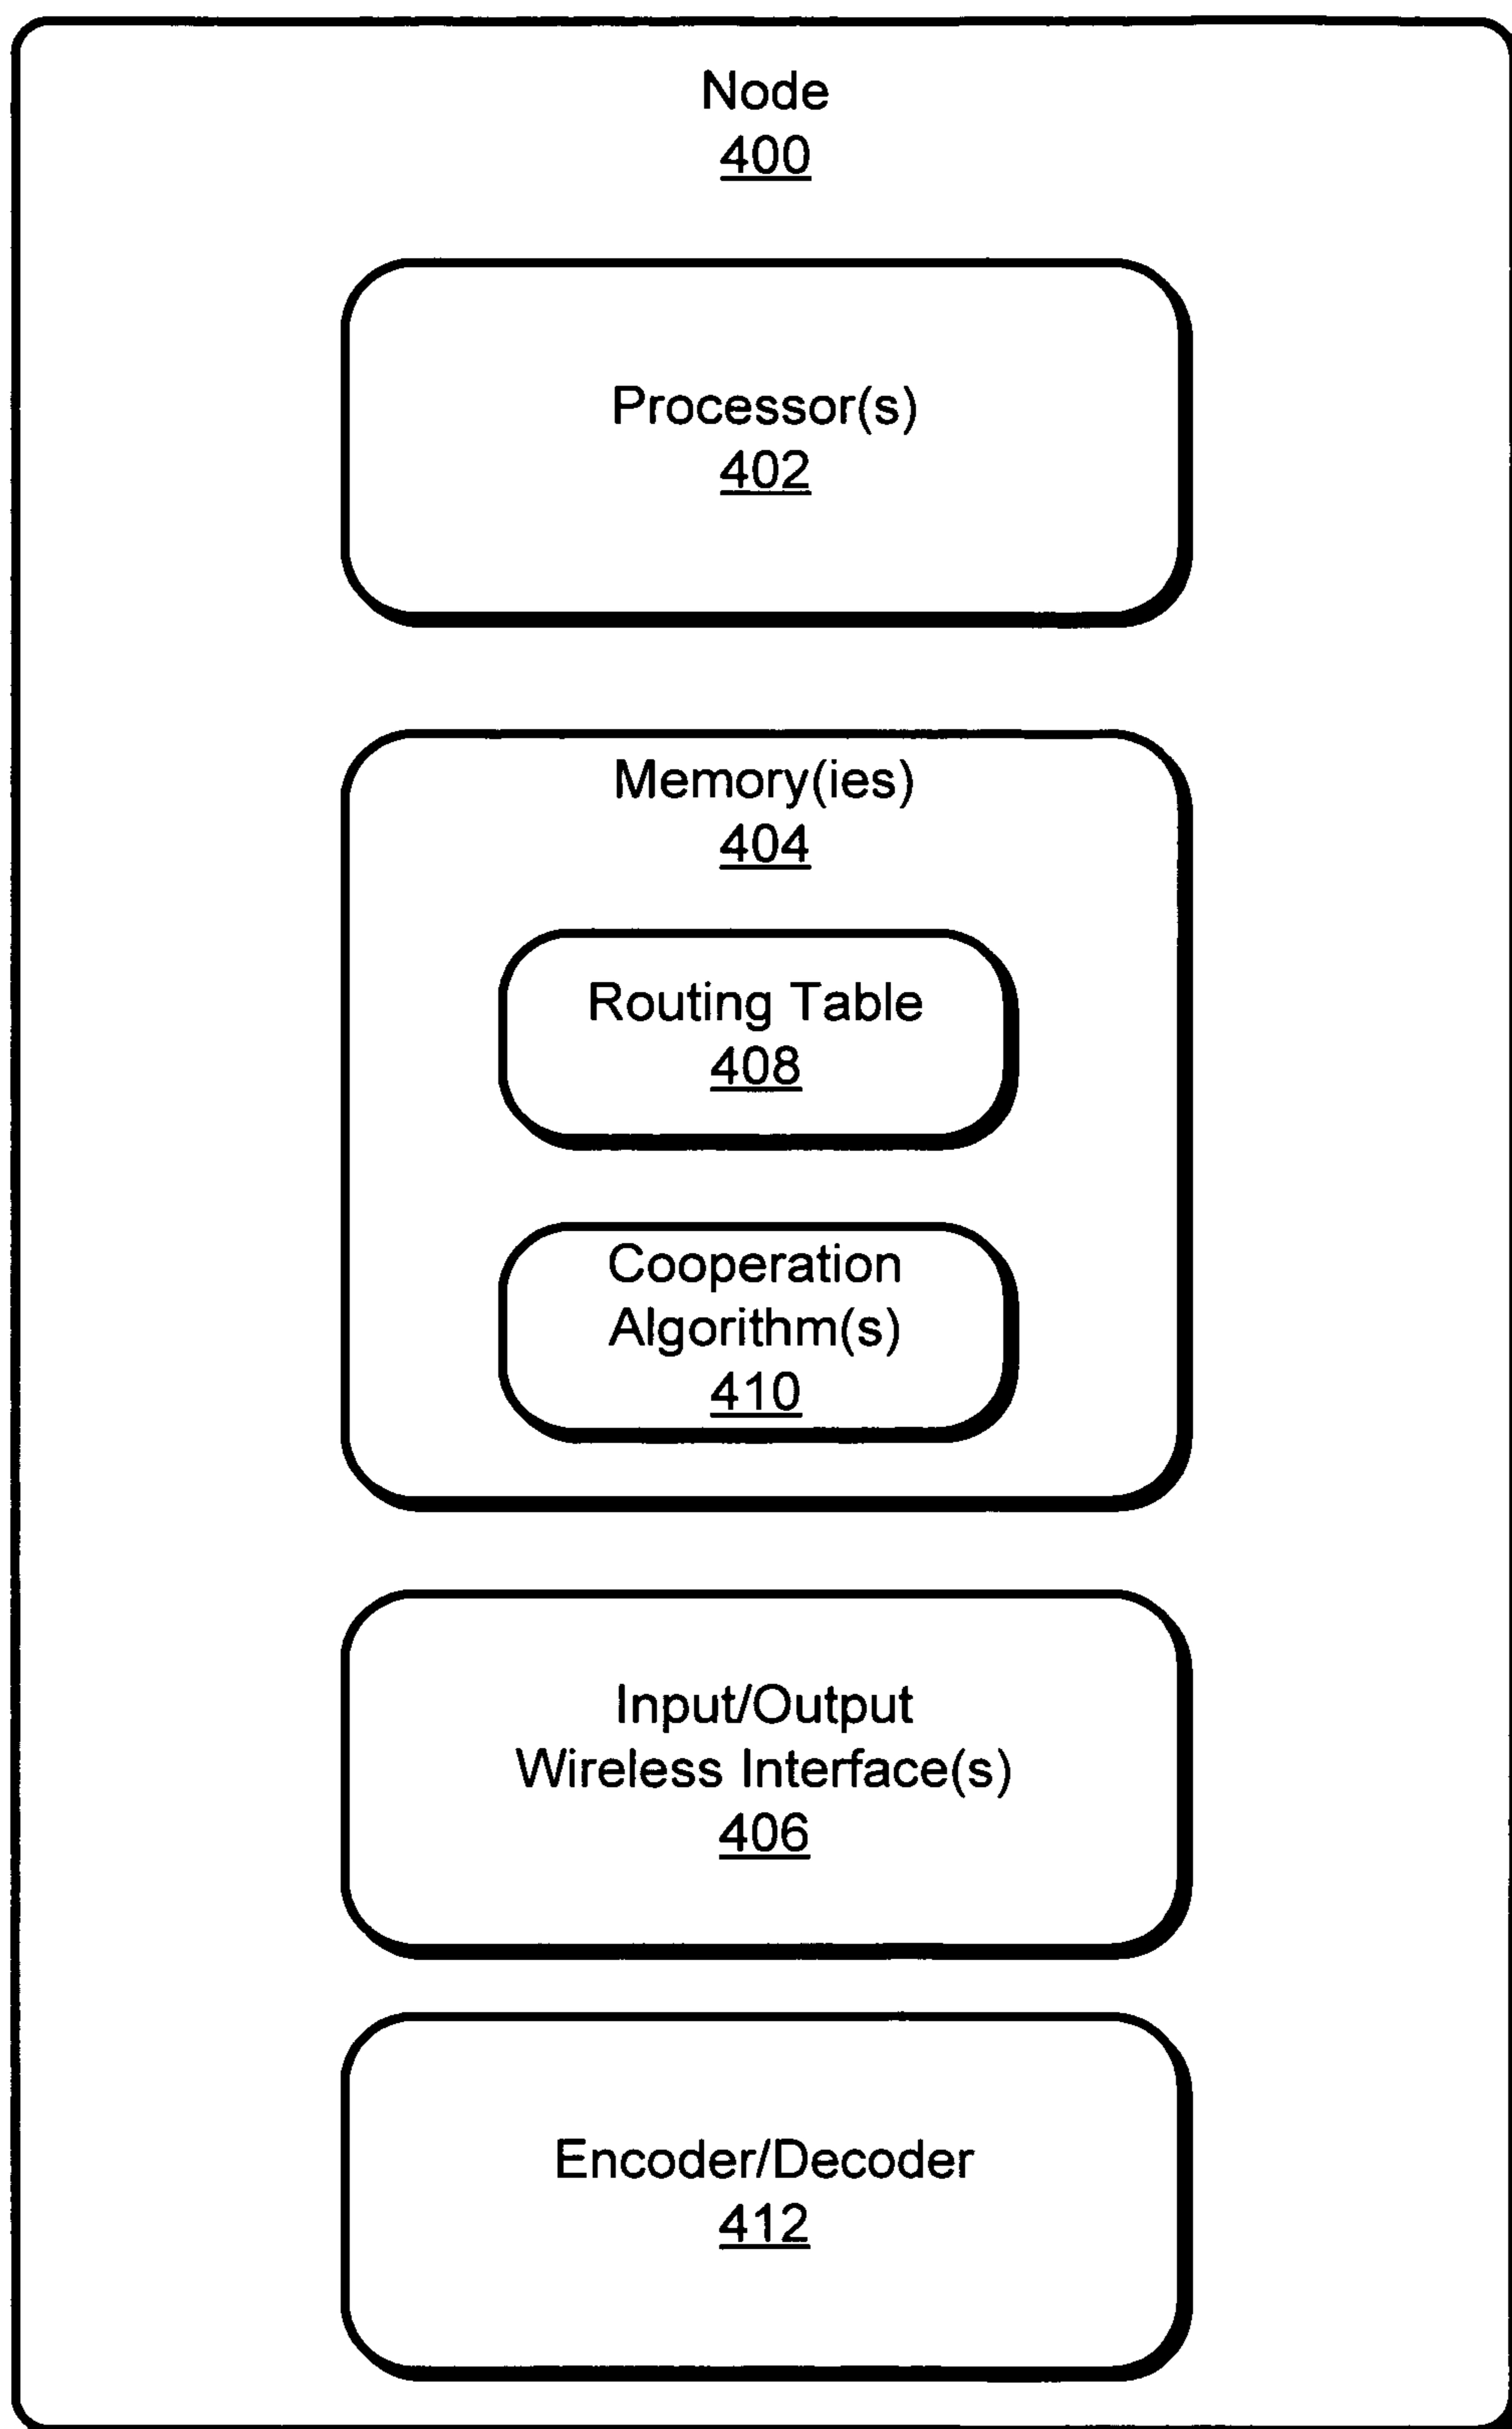 Node
400
Processor(s)
402
Memory(ies)
404
Routing Table
408
Cooperation
Algorithm(s)
410
Input/Output
Wireless Interface(s)
406
Encoder/Decoder
412